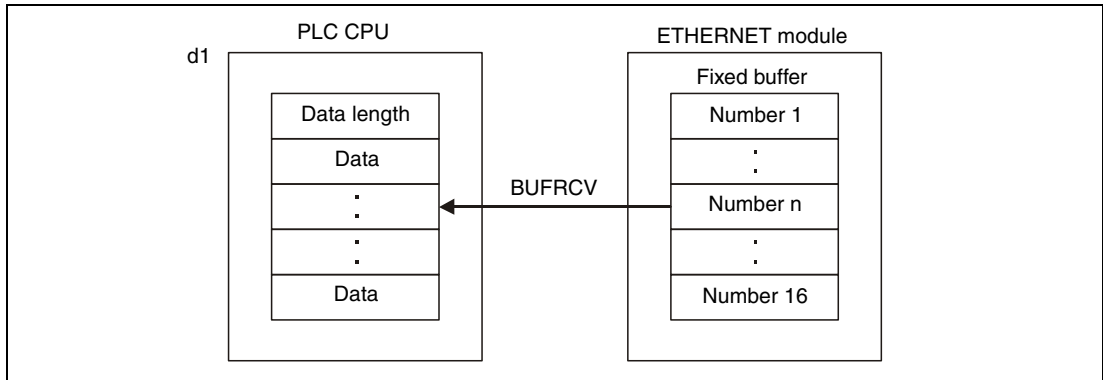 PLC CPU
d1
Data length
Data
:
:
Data
BUFRCV
ETHERNET module
Fixed buffer
Number 1
:
Number n
:
Number 16